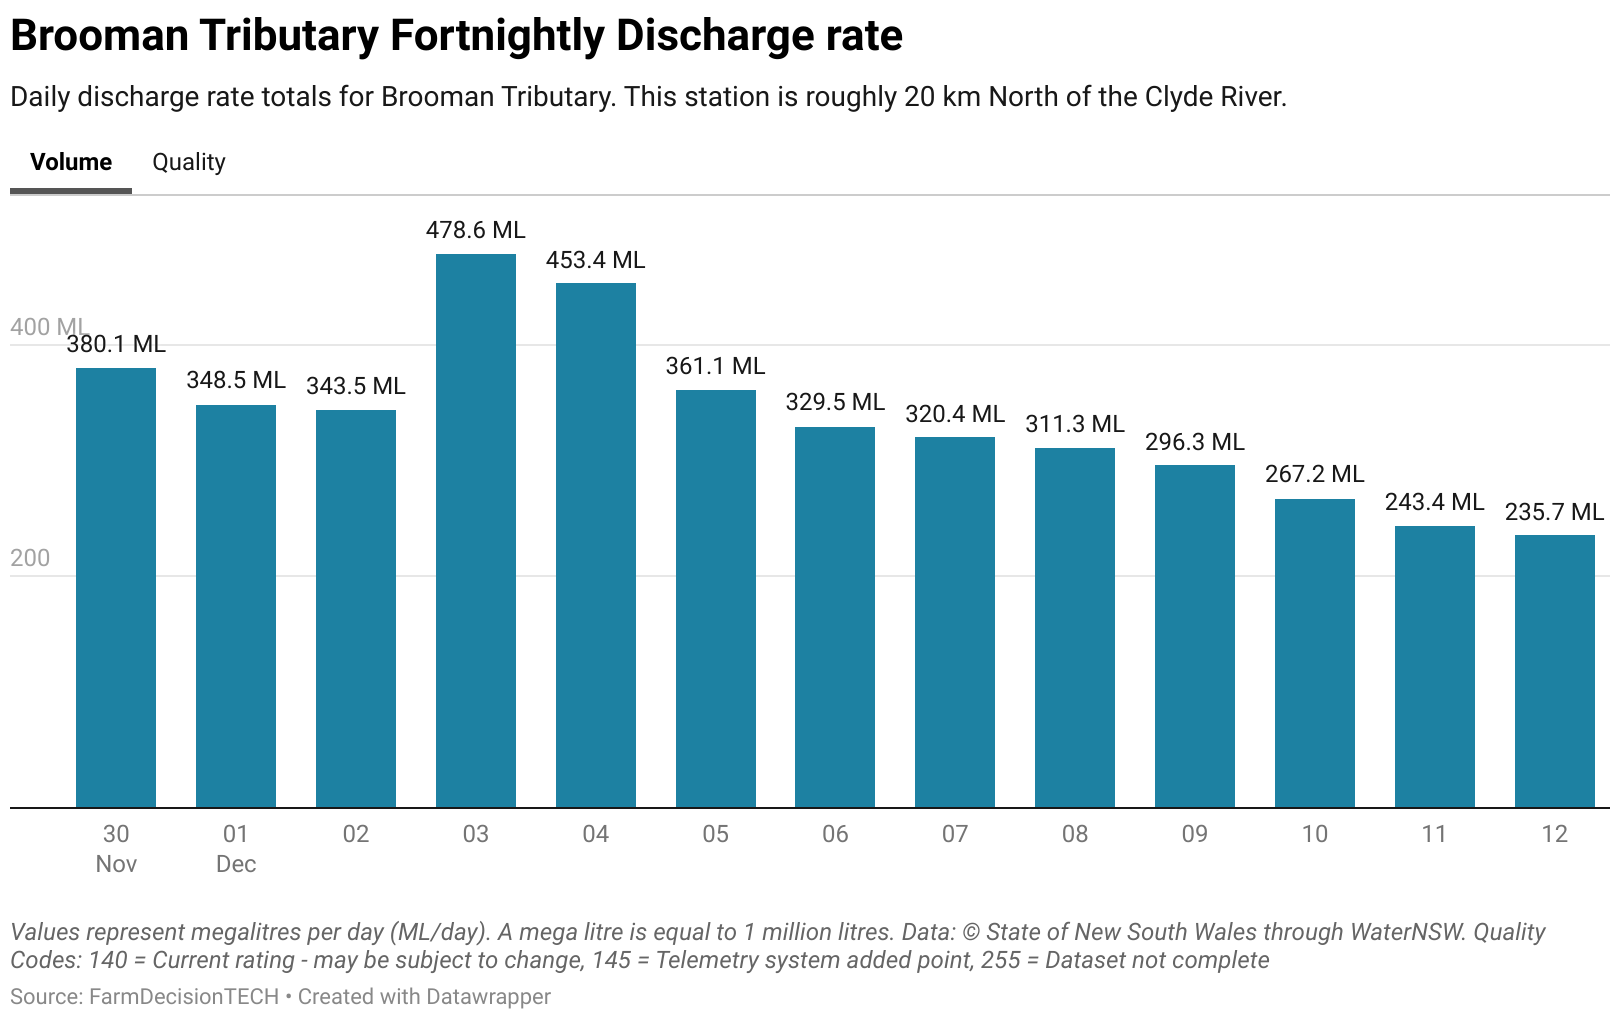 Brooman Tributary Fortnightly Discharge rate
Daily discharge rate totals for Brooman Tributary. This station is roughly 20 km North of the Clyde River.
Volume Quality
478.6 ML
453.4 ML
400 ML
380.1 ML
361.1 ML
348.5 ML
343.5 ML
329.5 ML
320.4 ML
311.3 ML
296.3 ML
267.2 ML
243.4 ML
235.7 ML
200
30 01 02 03 04 05 06 07 08 09 10 11 12
Nov Dec
Values represent megalitres per day (ML/day). A mega litre is equal to 1 million litres. Data: © State of New South Wales through WaterNSW. Quality
Codes: 140 = Current rating - may be subject to change, 145 = Telemetry system added point, 255 = Dataset not complete
Source: FarmDecisionTECH • Created with Datawrapper